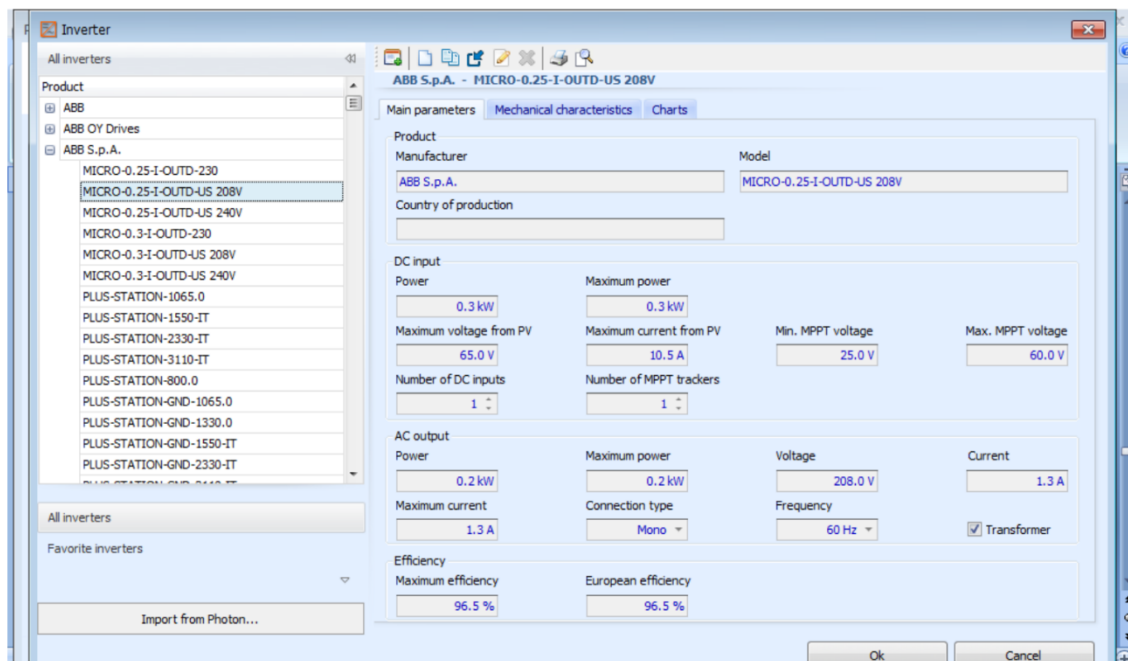 Inverter
All inverters
Product
ABB
ABB OY Drives
ABB S.p.A.
MICRO-0.25-I-OUTD-230
MICRO-0.25-I-OUTD-US 208V
MICRO-0.25-I-OUTD-US 240V
MICRO-0.3-I-OUTD-230
MICRO-0.3-I-OUTD-US 208V
MICRO-0.3-I-OUTD-US 240V
PLUS-STATION-1065.0
PLUS-STATION-1550-IT
PLUS-STATION-2330-IT
PLUS-STATION-3110-IT
PLUS-STATION-800.0
PLUS-STATION-GND-1065.0
PLUS-STATION-GND-1330.0
PLUS-STATION-GND-1550-IT
PLUS-STATION-GND-2330-IT
All inverters
Favorite inverters
Import from Photon...
ABB S.p.A. - MICRO-0.25-I-OUTD-US 208V
Main parameters Mechanical characteristics Charts
Product
Manufacturer Model
ABB S.p.A. MICRO-0.25-I-OUTD-US 208V
Country of production
DC input
Power Maximum power
0.3 kW 0.3 kW
Maximum voltage from PV Maximum current from PV Min. MPPT voltage Max. MPPT voltage
65.0 V 10.5 A 25.0 V 60.0 V
Number of DC inputs Number of MPPT trackers
1 1
AC output
Power Maximum power Voltage Current
0.2 kW 0.2 kW 208.0 V 1.3 A
Maximum current Connection type Frequency
1.3 A Mono 60 Hz Transformer
Efficiency
Maximum efficiency European efficiency
96.5 % 96.5 %
Ok Cancel